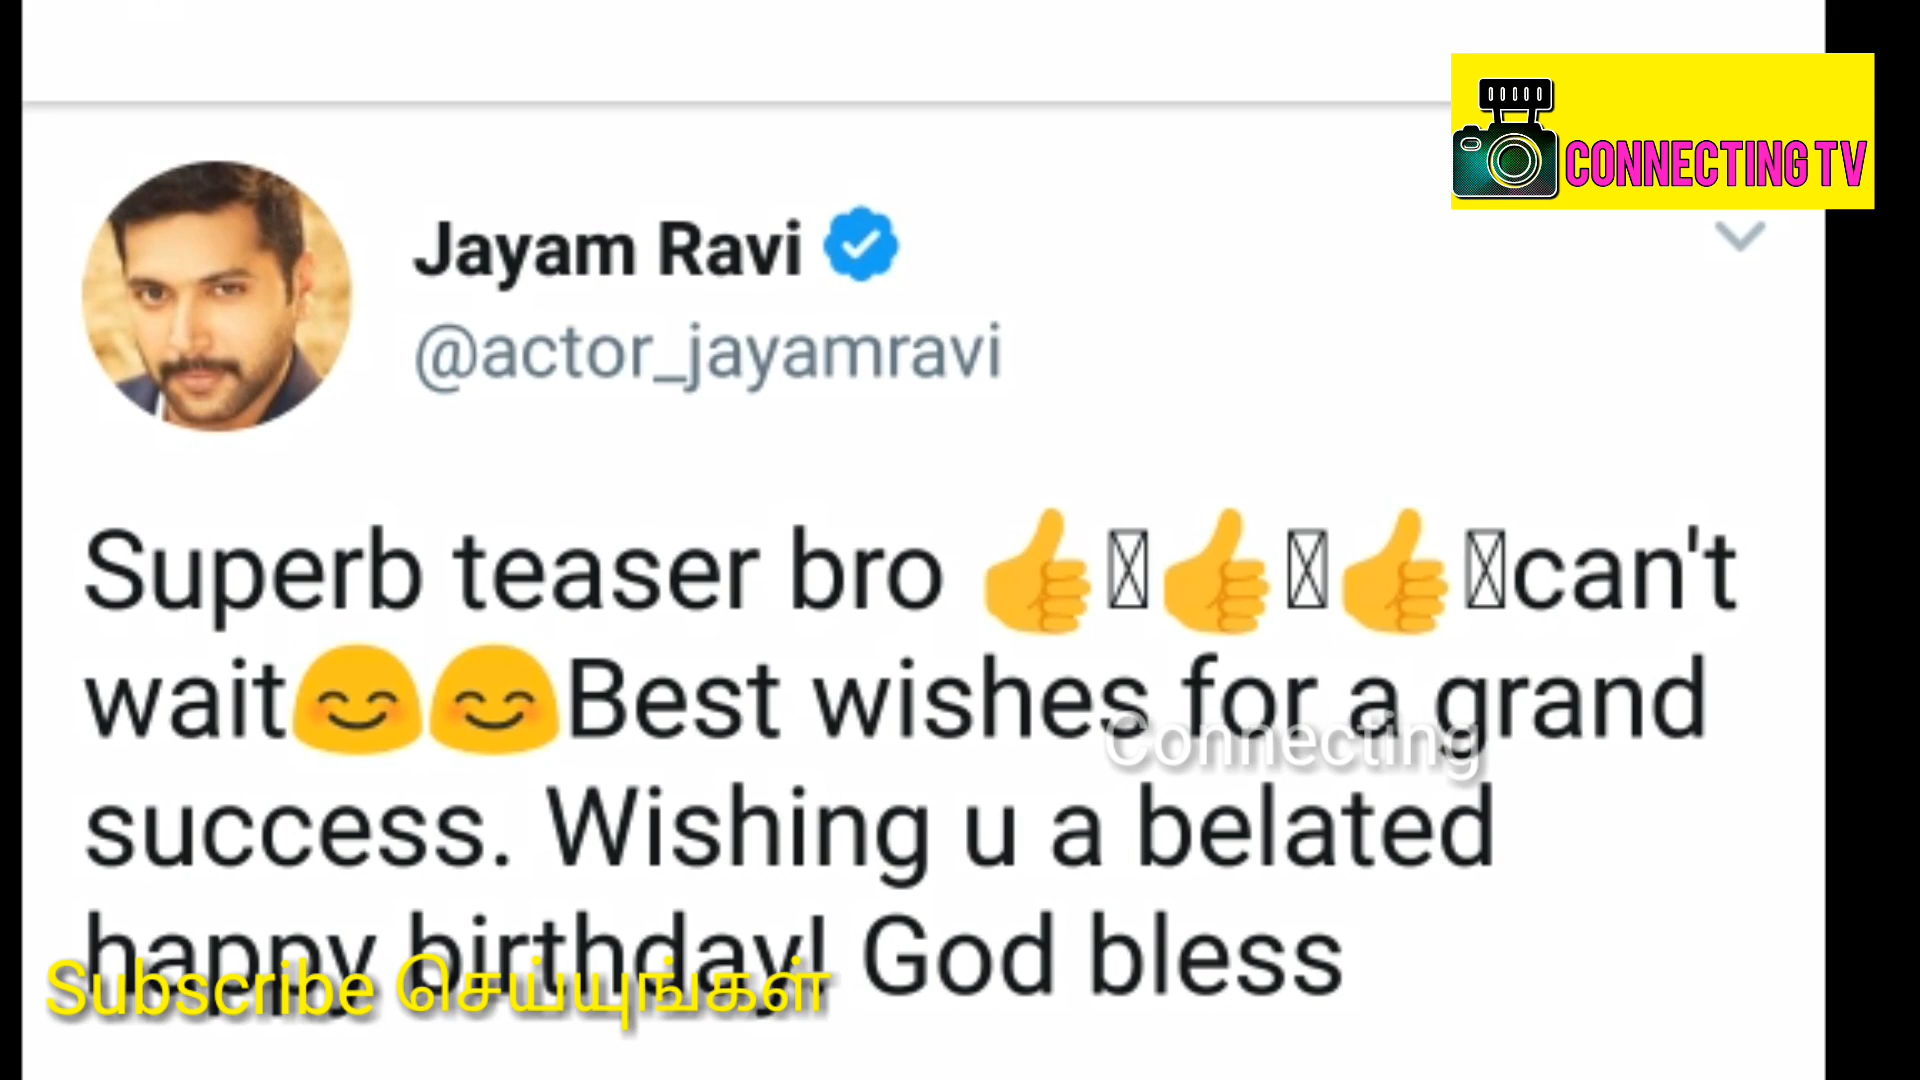 CONNECTING TV
Jayam Ravi
@actor_jayamravi
Superb teaser bro 👍👍👍can't
wait😊😊Best wishes for a grand
Connecting
success. Wishing u a belated
happy birthday! God bless
Subscribe செய்யுங்கள்